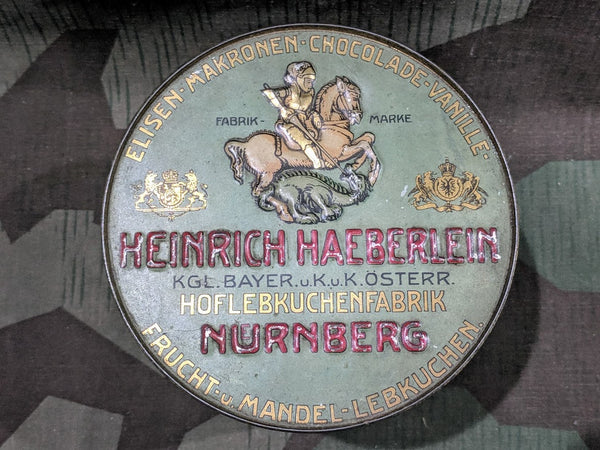 ELISEN-MAKRONEN-CHOCOLADE-VANILLE-
FABRIK-MARKE
HEINRICH HAEBERLEIN
KGL. BAYER. u. K. u. K. ÖSTERR.
HOFLEBKUCHENFABRIK
NÜRNBERG
FRUCHT- u. MANDEL-LEBKUCHEN.